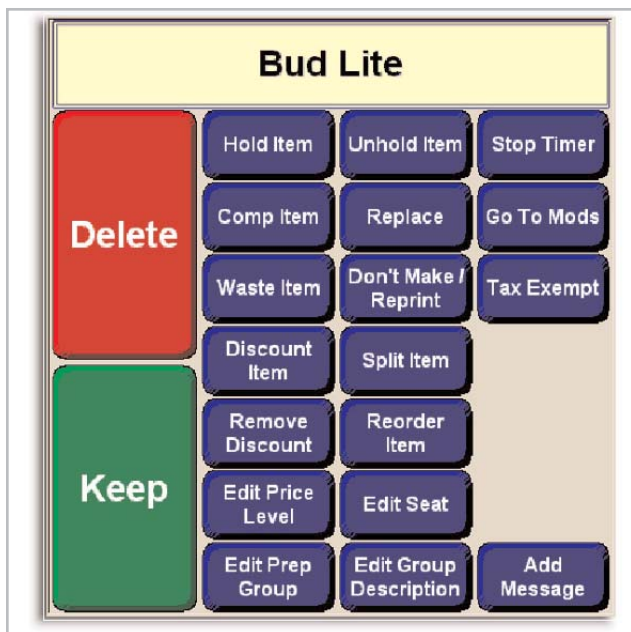 Bud Lite
Delete
Keep
Hold Item
Unhold Item
Stop Timer
Comp Item
Replace
Go To Mods
Waste Item
Don't Make /
Reprint
Tax Exempt
Discount
Item
Split Item
Remove
Discount
Reorder
Item
Edit Price
Level
Edit Seat
Edit Prep
Group
Edit Group
Description
Add
Message